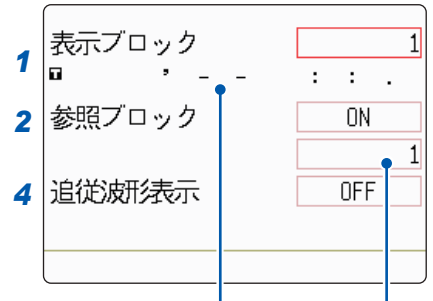 1 表示ブロック 1
T ' - - - : : .
2 参照ブロック ON
1
4 追従波形表示 OFF